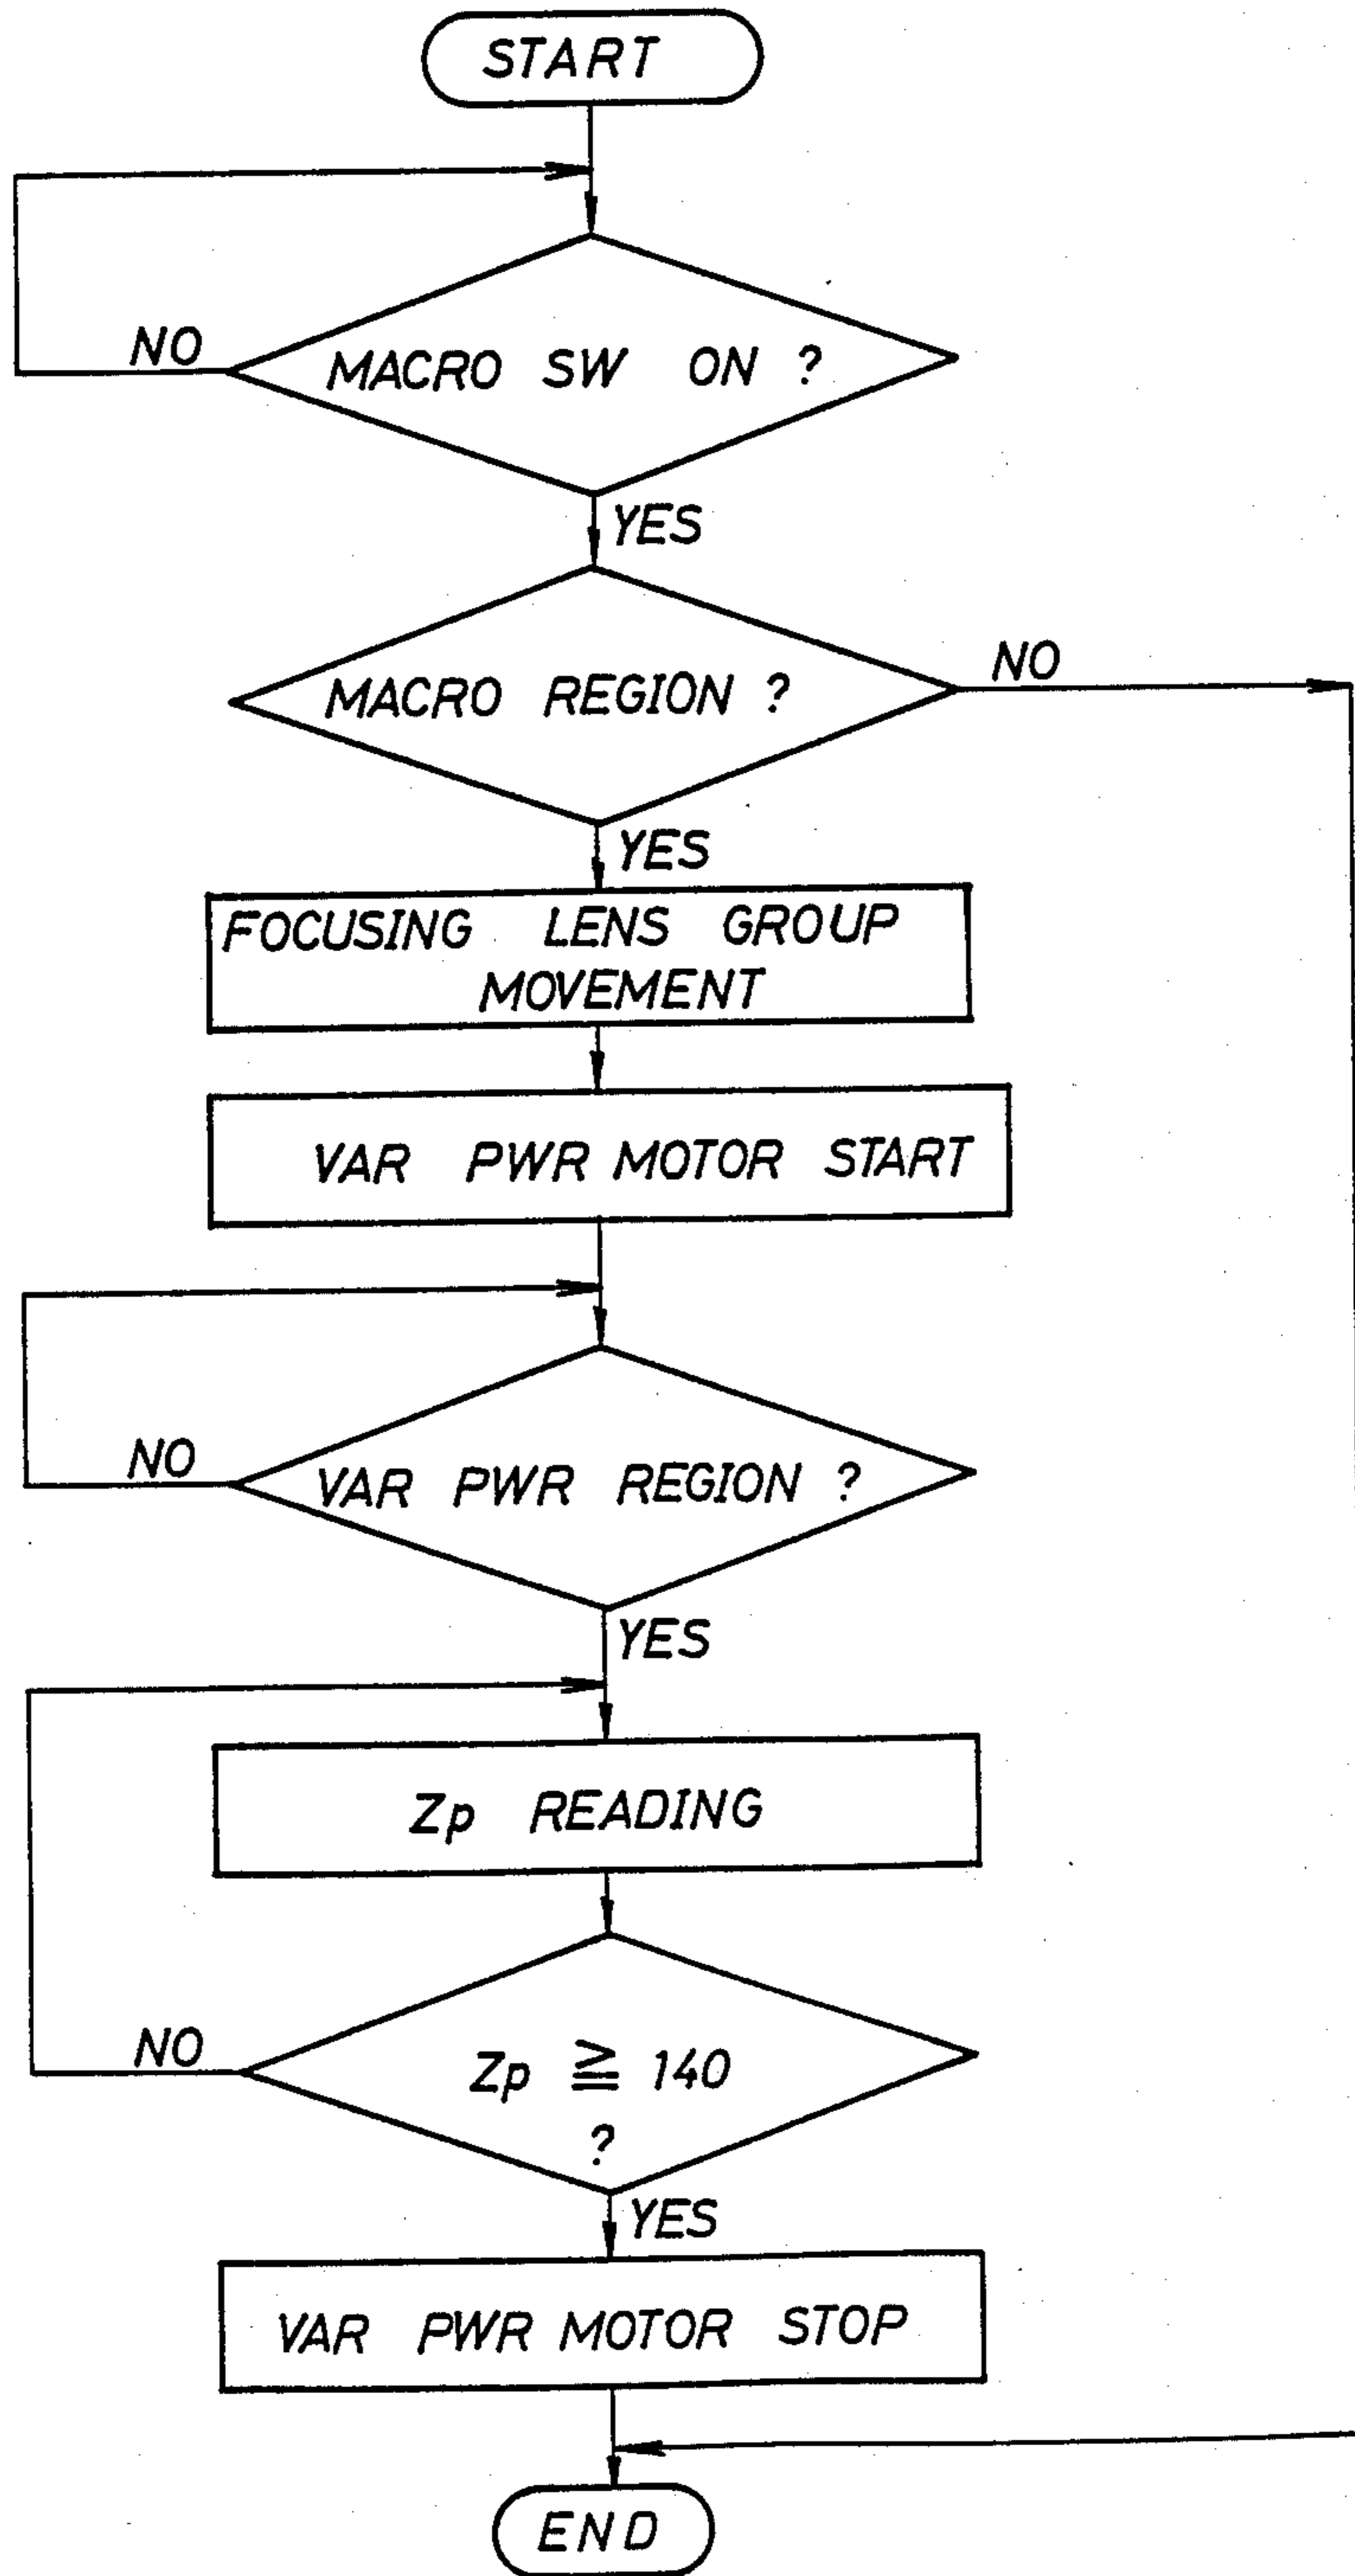 START
NO
MACRO SW ON ?
YES
NO
MACRO REGION ?
YES
FOCUSING LENS GROUP
MOVEMENT
VAR PWR MOTOR START
NO
VAR PWR REGION ?
YES
Zp READING
NO
Zp ≧ 140
?
YES
VAR PWR MOTOR STOP
END